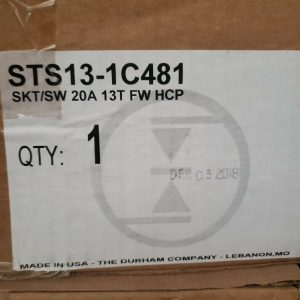 STS13-1C481
SKT/SW 20A 13T FW HCP
QTY: 1
03 2018
MADE IN USA - THE DURHAM COMPANY - LEBANON,MO